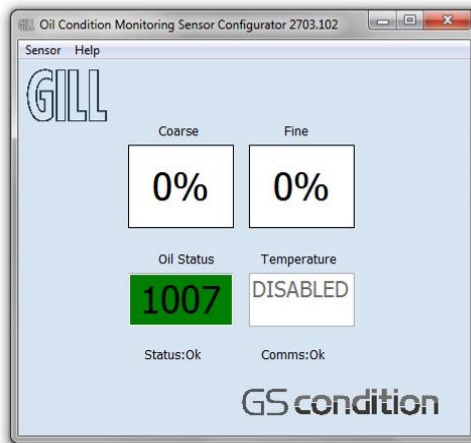 GILL Oil Condition Monitoring Sensor Configurator 2703.102
Sensor Help
GILL
Coarse Fine
0% 0%
Oil Status Temperature
1007 DISABLED
Status:Ok Comms:Ok
GS condition